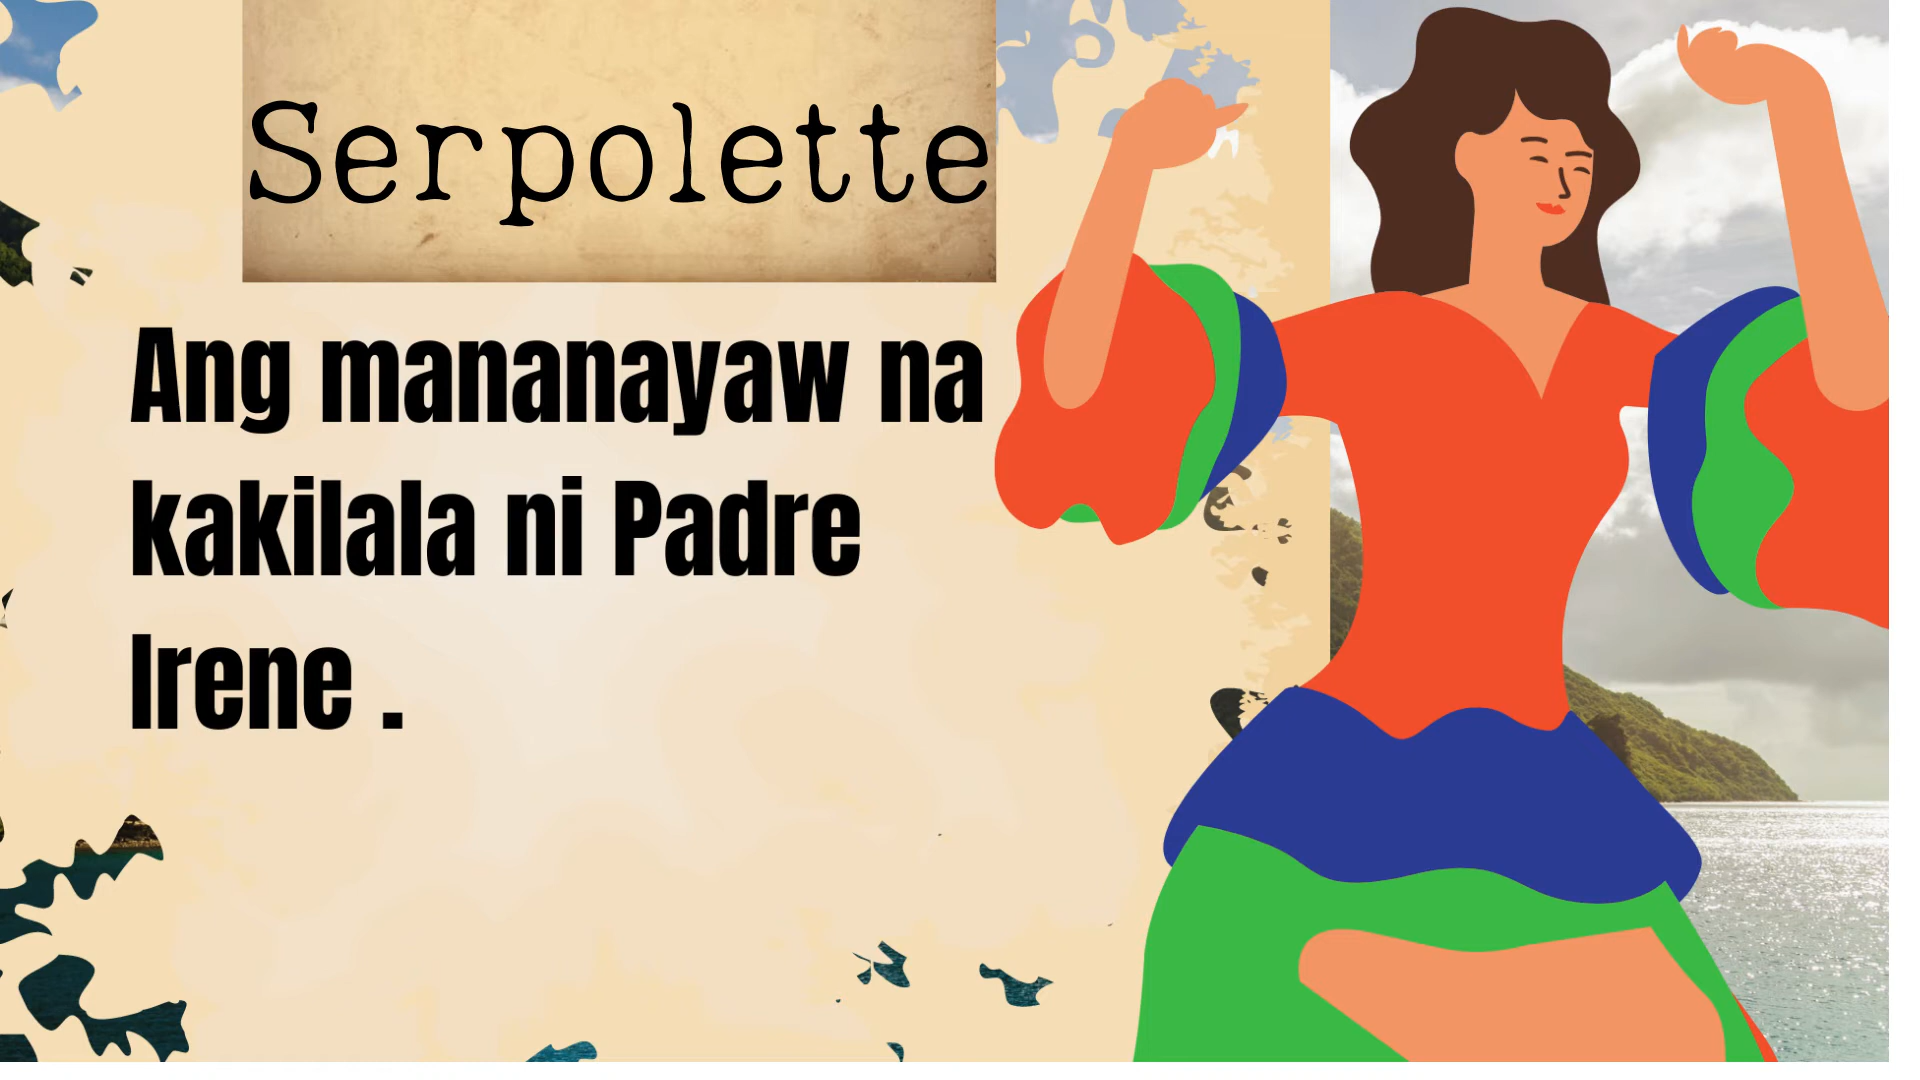 Serpolette
Ang mananayaw na
kakilala ni Padre
Irene .